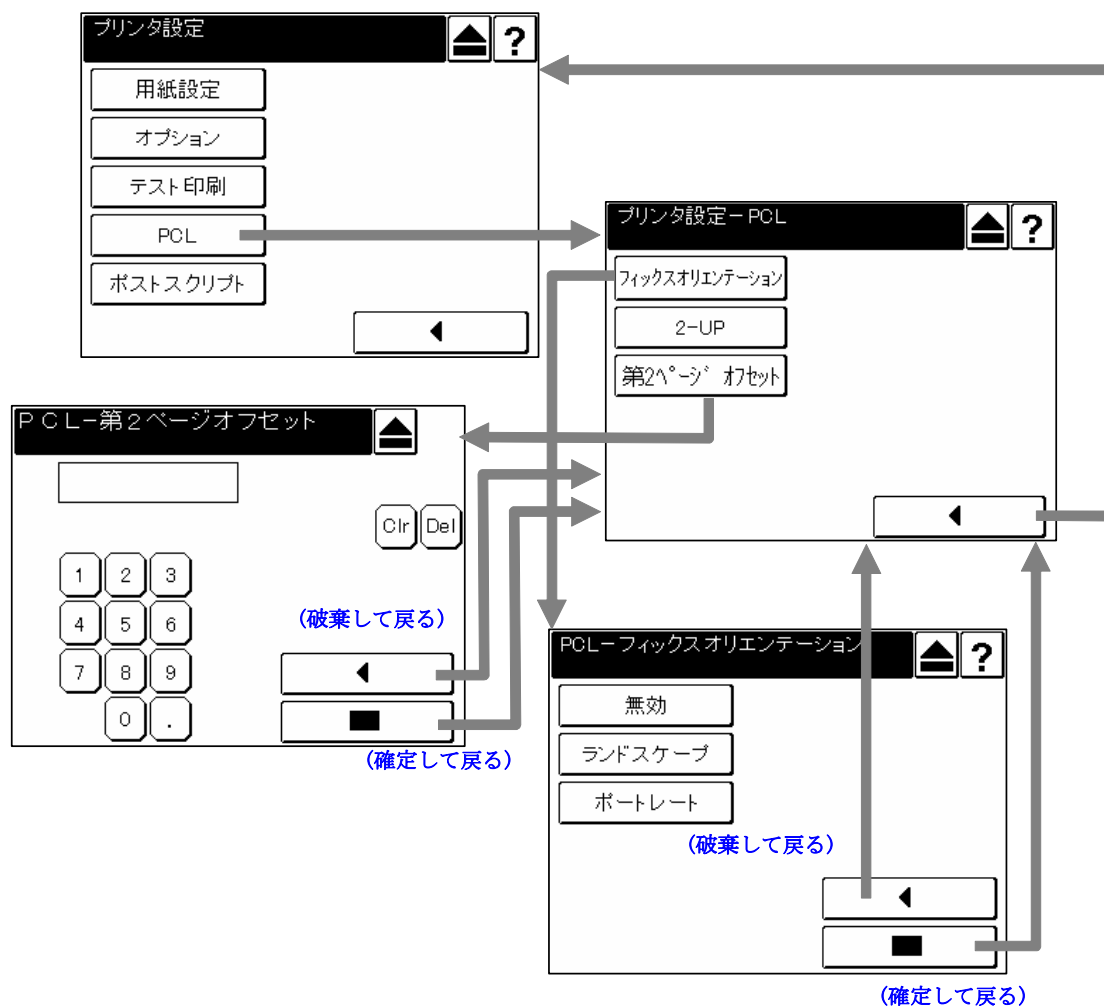 プリンタ設定
?
用紙設定
オプション
テスト印刷
PCL
ポストスクリプト
プリンタ設定－PCL
?
フィックスオリエンテーション
2-UP
第2ページ オフセット
PCL－第2ページオフセット
Clr Del
1 2 3
4 5 6
7 8 9
0 .
(破棄して戻る)
(確定して戻る)
PCL－フィックスオリエンテーション
?
無効
ランドスケープ
ポートレート
(破棄して戻る)
(確定して戻る)